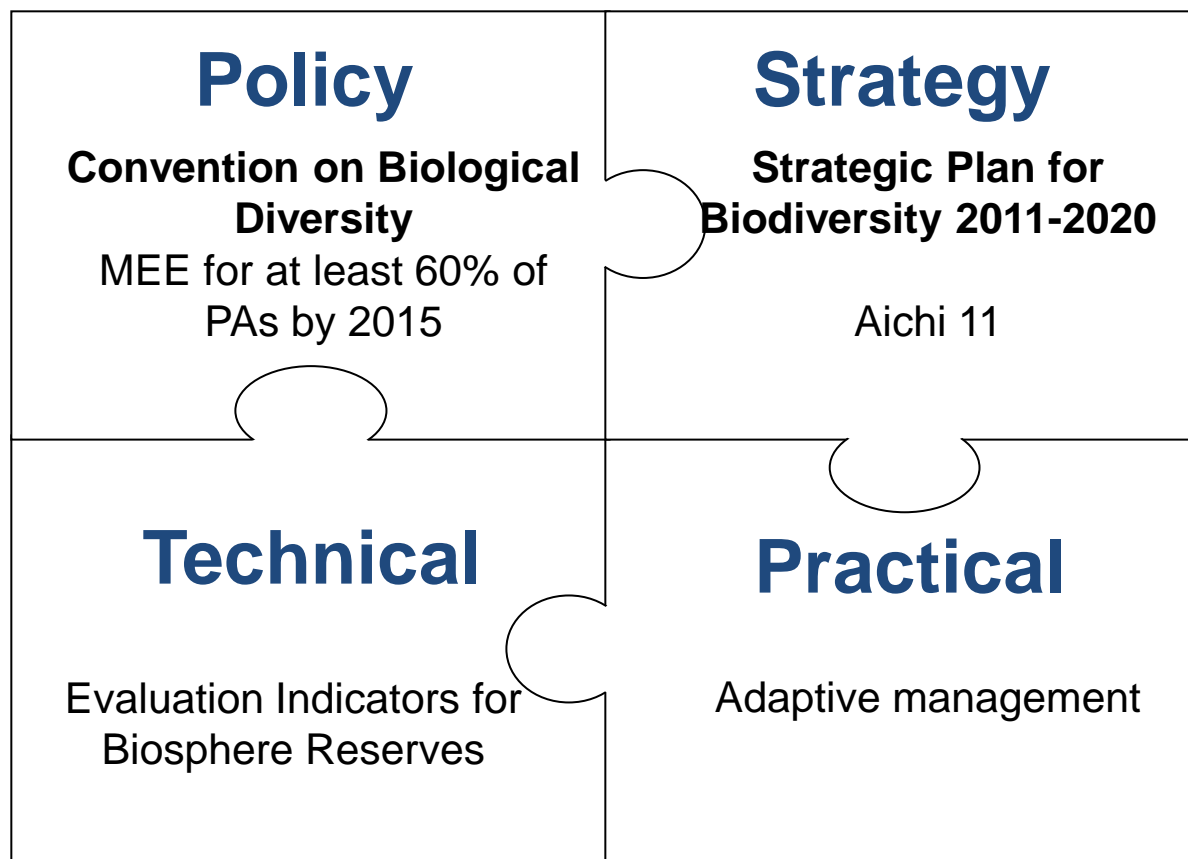 Policy
Convention on Biological
Diversity
MEE for at least 60% of
PAs by 2015
Strategy
Strategic Plan for
Biodiversity 2011-2020
Aichi 11
Technical
Evaluation Indicators for
Biosphere Reserves
Practical
Adaptive management